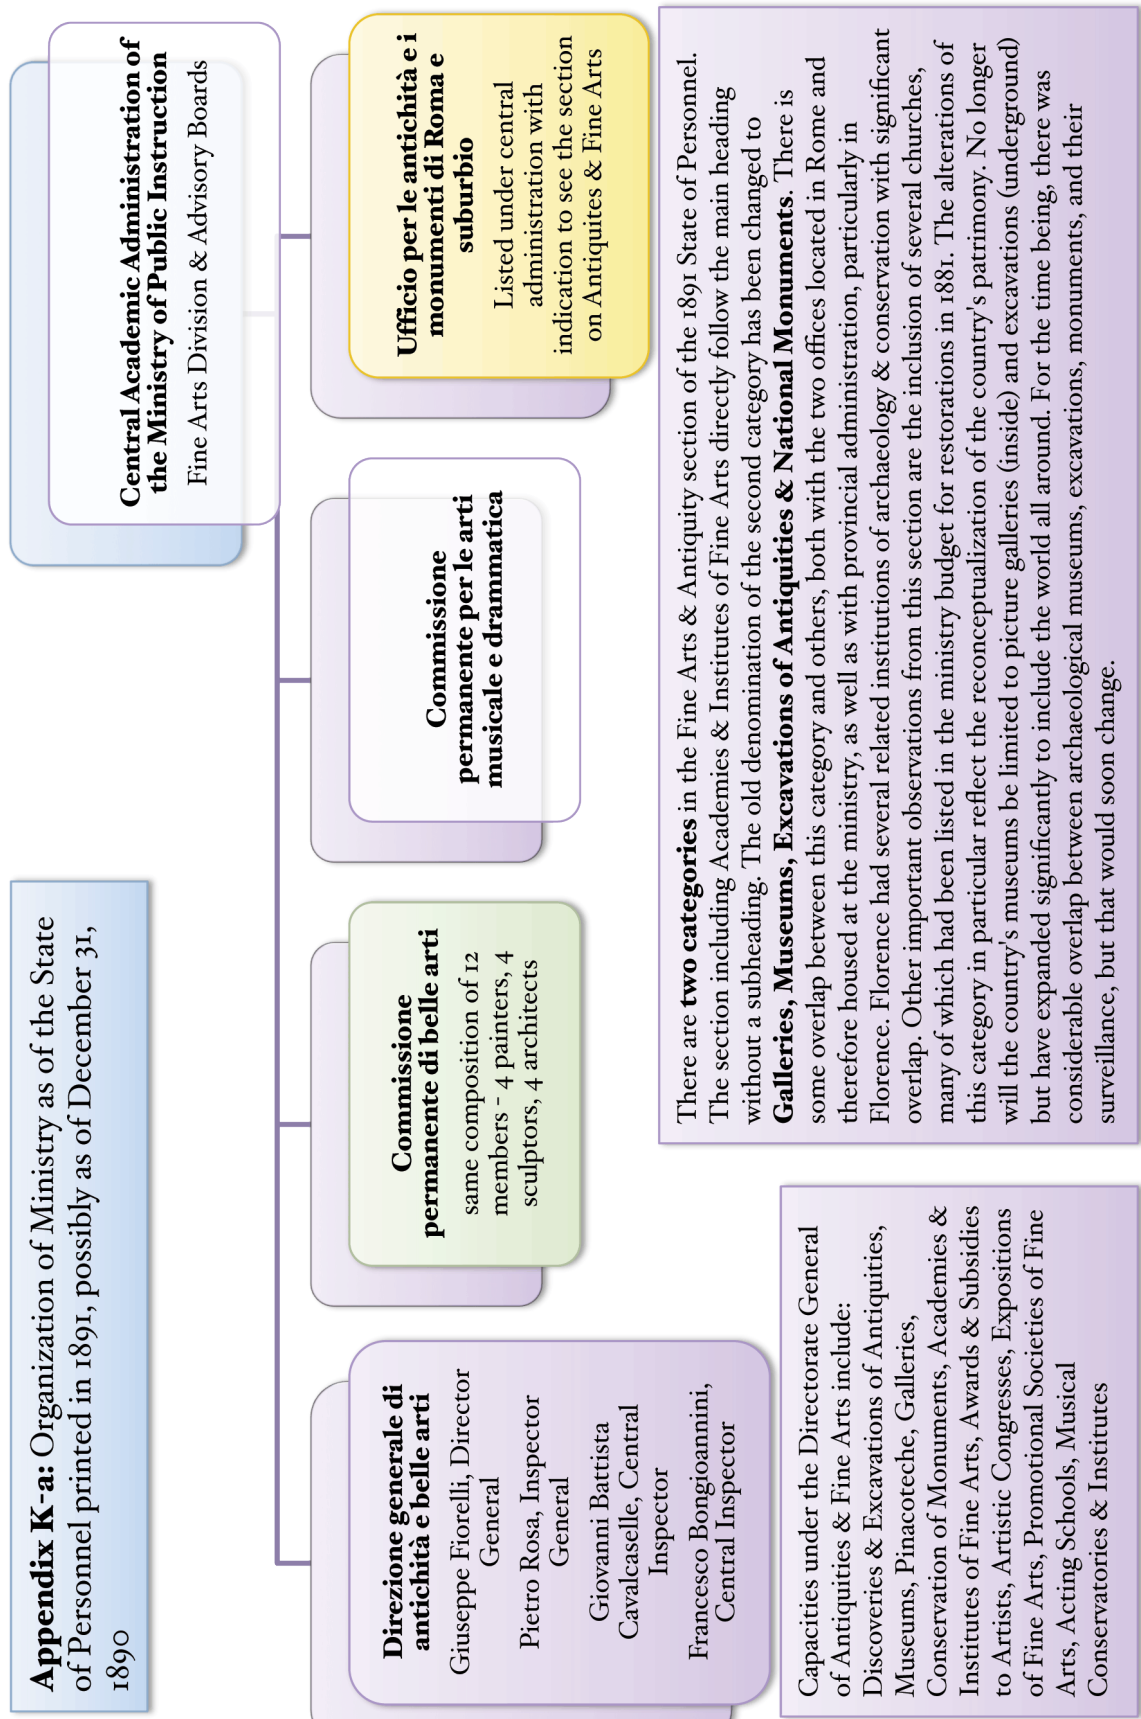 Appendix K-a: Organization of Ministry as of the State
of Personnel printed in 1891, possibly as of December 31,
1890
Central Academic Administration of
the Ministry of Public Instruction
Fine Arts Division & Advisory Boards
Direzione generale di
antichità e belle arti
Giuseppe Fiorelli, Director
General
Pietro Rosa, Inspector
General
Giovanni Battista
Cavalcaselle, Central
Inspector
Francesco Bongioannini,
Central Inspector
Commissione
permanente di belle arti
same composition of 12
members - 4 painters, 4
sculptors, 4 architects
Commissione
permanente per le arti
musicale e drammatica
Ufficio per le antichità e i
monumenti di Roma e
suburbio
Listed under central
administration with
indication to see the section
on Antiquites & Fine Arts
Capacities under the Directorate General
of Antiquities & Fine Arts include:
Discoveries & Excavations of Antiquities,
Museums, Pinacoteche, Galleries,
Conservation of Monuments, Academies &
Institutes of Fine Arts, Awards & Subsidies
to Artists, Artistic Congresses, Expositions
of Fine Arts, Promotional Societies of Fine
Arts, Acting Schools, Musical
Conservatories & Institutes
There are two categories in the Fine Arts & Antiquity section of the 1891 State of Personnel.
The section including Academies & Institutes of Fine Arts directly follow the main heading
without a subheading. The old denomination of the second category has been changed to
Galleries, Museums, Excavations of Antiquities & National Monuments. There is
some overlap between this category and others, both with the two offices located in Rome and
therefore housed at the ministry, as well as with provincial administration, particularly in
Florence. Florence had several related institutions of archaeology & conservation with significant
overlap. Other important observations from this section are the inclusion of several churches,
many of which had been listed in the ministry budget for restorations in 1881. The alterations of
this category in particular reflect the reconceptualization of the country's patrimony. No longer
will the country's museums be limited to picture galleries (inside) and excavations (underground)
but have expanded significantly to include the world all around. For the time being, there was
considerable overlap between archaeological museums, excavations, monuments, and their
surveillance, but that would soon change.